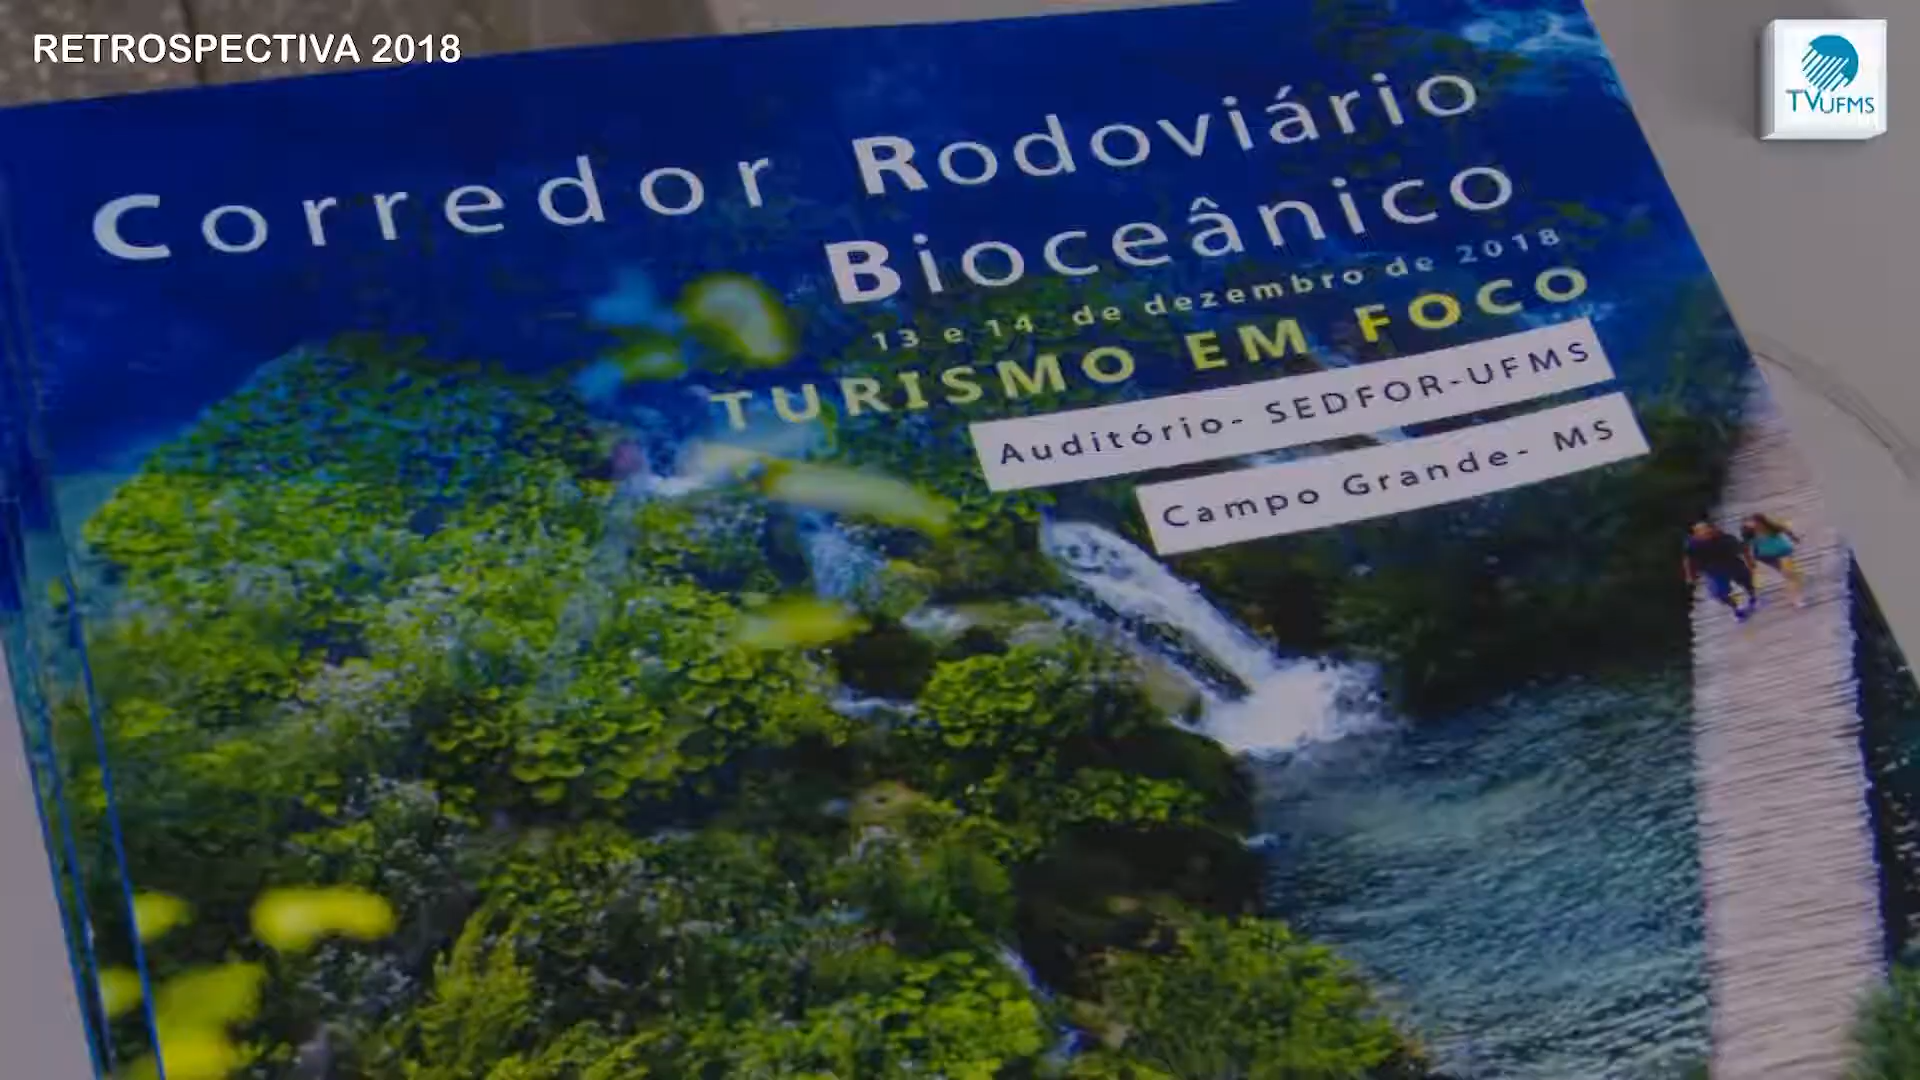 RETROSPECTIVA 2018
TVUFMS
Corredor Rodoviário
Bioceânico
13 e 14 de dezembro de 2018
TURISMO EM FOCO
Auditório- SEDFOR-UFMS
Campo Grande- MS